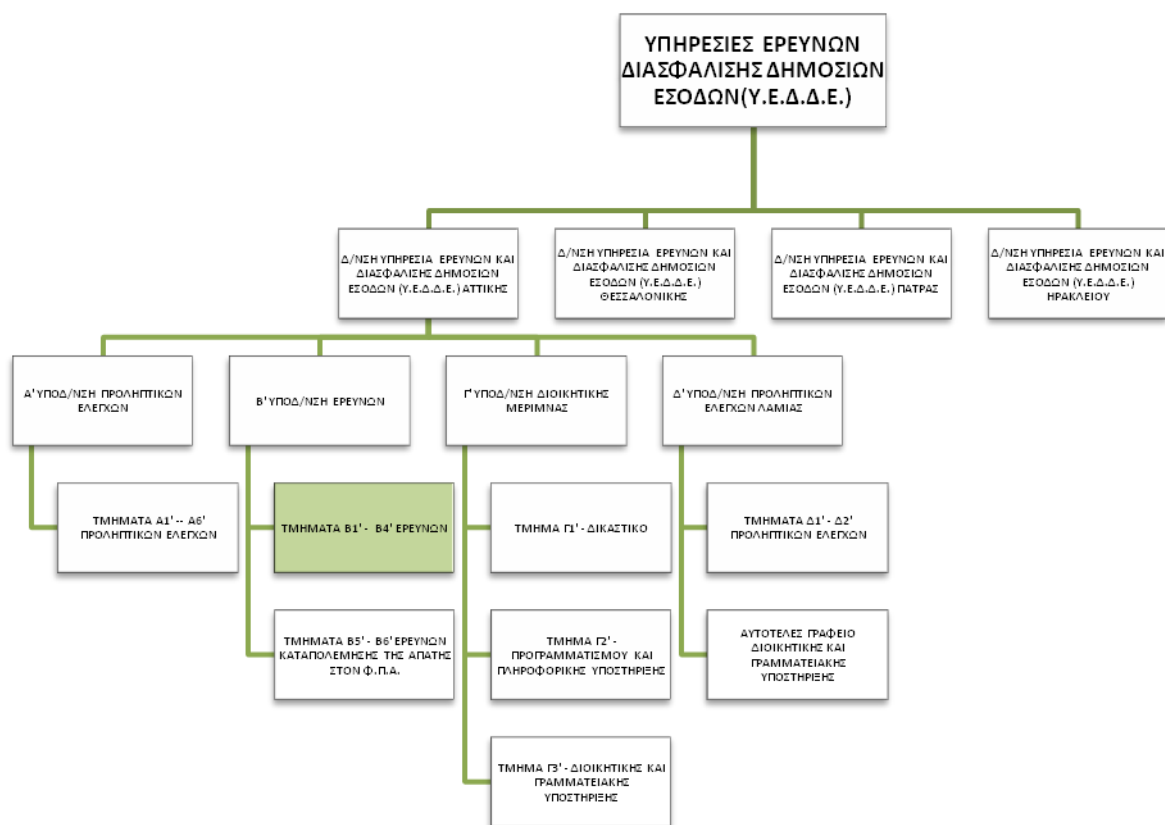 ΥΠΗΡΕΣΙΕΣ ΕΡΕΥΝΩΝ
ΔΙΑΣΦΑΛΙΣΗΣ ΔΗΜΟΣΙΩΝ
ΕΣΟΔΩΝ(Υ.Ε.Δ.Δ.Ε.)
Δ/ΝΣΗ ΥΠΗΡΕΣΙΑ ΕΡΕΥΝΩΝ ΚΑΙ
ΔΙΑΣΦΑΛΙΣΗΣ ΔΗΜΟΣΙΩΝ
ΕΣΟΔΩΝ (Υ.Ε.Δ.Δ.Ε.) ΑΤΤΙΚΗΣ
Δ/ΝΣΗ ΥΠΗΡΕΣΙΑ ΕΡΕΥΝΩΝ ΚΑΙ
ΔΙΑΣΦΑΛΙΣΗΣ ΔΗΜΟΣΙΩΝ
ΕΣΟΔΩΝ (Υ.Ε.Δ.Δ.Ε.)
ΘΕΣΣΑΛΟΝΙΚΗΣ
Δ/ΝΣΗ ΥΠΗΡΕΣΙΑ ΕΡΕΥΝΩΝ ΚΑΙ
ΔΙΑΣΦΑΛΙΣΗΣ ΔΗΜΟΣΙΩΝ
ΕΣΟΔΩΝ (Υ.Ε.Δ.Δ.Ε.) ΠΑΤΡΑΣ
Δ/ΝΣΗ ΥΠΗΡΕΣΙΑ ΕΡΕΥΝΩΝ ΚΑΙ
ΔΙΑΣΦΑΛΙΣΗΣ ΔΗΜΟΣΙΩΝ
ΕΣΟΔΩΝ (Υ.Ε.Δ.Δ.Ε.)
ΗΡΑΚΛΕΙΟΥ
Α' ΥΠΟΔ/ΝΣΗ ΠΡΟΛΗΠΤΙΚΩΝ
ΕΛΕΓΧΩΝ
Β' ΥΠΟΔ/ΝΣΗ ΕΡΕΥΝΩΝ
Γ' ΥΠΟΔ/ΝΣΗ ΔΙΟΙΚΗΤΙΚΗΣ
ΜΕΡΙΜΝΑΣ
Δ' ΥΠΟΔ/ΝΣΗ ΠΡΟΛΗΠΤΙΚΩΝ
ΕΛΕΓΧΩΝ ΛΑΜΙΑΣ
ΤΜΗΜΑΤΑ Α1' -- Α6'
ΠΡΟΛΗΠΤΙΚΩΝ ΕΛΕΓΧΩΝ
ΤΜΗΜΑΤΑ Β1' - Β4' ΕΡΕΥΝΩΝ
ΤΜΗΜΑ Γ1' - ΔΙΚΑΣΤΙΚΟ
ΤΜΗΜΑΤΑ Δ1' - Δ2'
ΠΡΟΛΗΠΤΙΚΩΝ ΕΛΕΓΧΩΝ
ΤΜΗΜΑΤΑ Β5' - Β6' ΕΡΕΥΝΩΝ
ΚΑΤΑΠΟΛΕΜΗΣΗΣ ΤΗΣ ΑΠΑΤΗΣ
ΣΤΟΝ Φ.Π.Α.
ΤΜΗΜΑ Γ2' -
ΠΡΟΓΡΑΜΜΑΤΙΣΜΟΥ ΚΑΙ
ΠΛΗΡΟΦΟΡΙΚΗΣ ΥΠΟΣΤΗΡΙΞΗΣ
ΑΥΤΟΤΕΛΕΣ ΓΡΑΦΕΙΟ
ΔΙΟΙΚΗΤΙΚΗΣ ΚΑΙ
ΓΡΑΜΜΑΤΕΙΑΚΗΣ
ΥΠΟΣΤΗΡΙΞΗΣ
ΤΜΗΜΑ Γ3' - ΔΙΟΙΚΗΤΙΚΗΣ ΚΑΙ
ΓΡΑΜΜΑΤΕΙΑΚΗΣ
ΥΠΟΣΤΗΡΙΞΗΣ